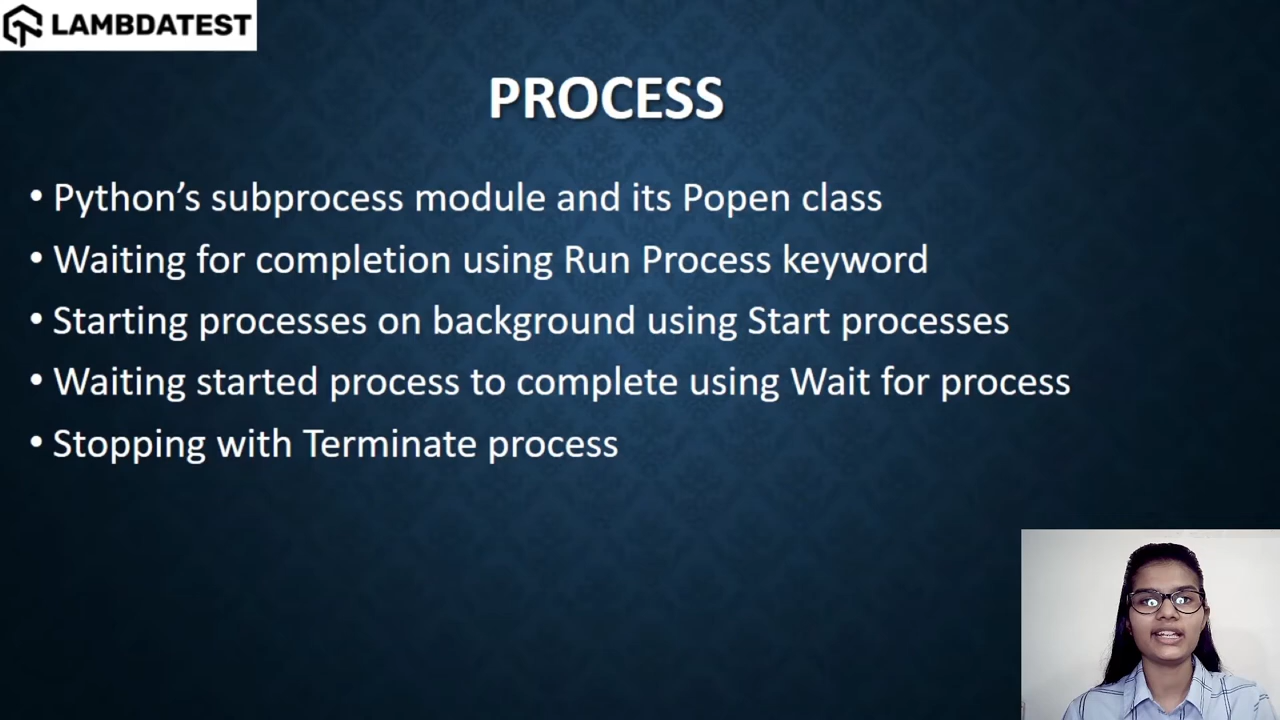 LAMBDATEST
PROCESS
• Python’s subprocess module and its Popen class
• Waiting for completion using Run Process keyword
• Starting processes on background using Start processes
• Waiting started process to complete using Wait for process
• Stopping with Terminate process